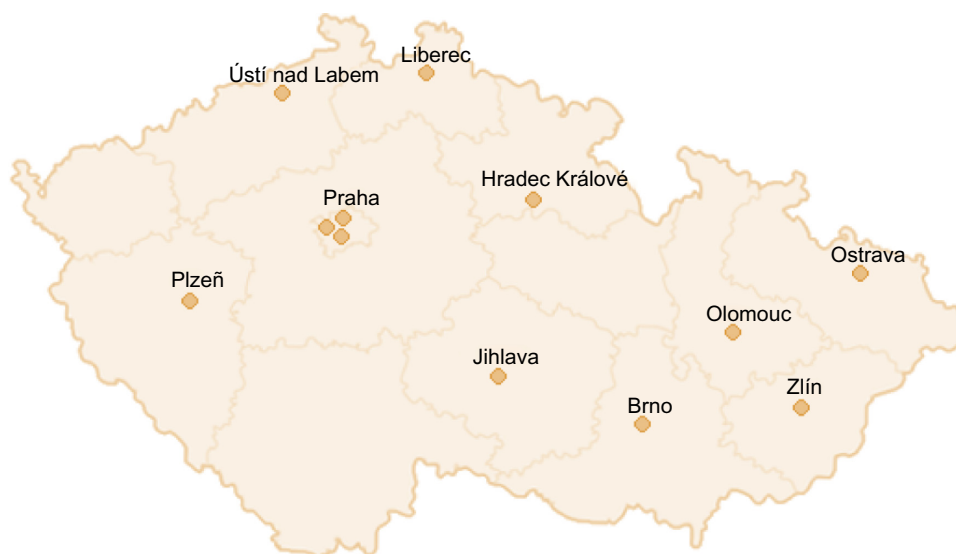 Liberec
Ústí nad Labem
Hradec Králové
Praha
Ostrava
Plzeň
Olomouc
Jihlava
Zlín
Brno